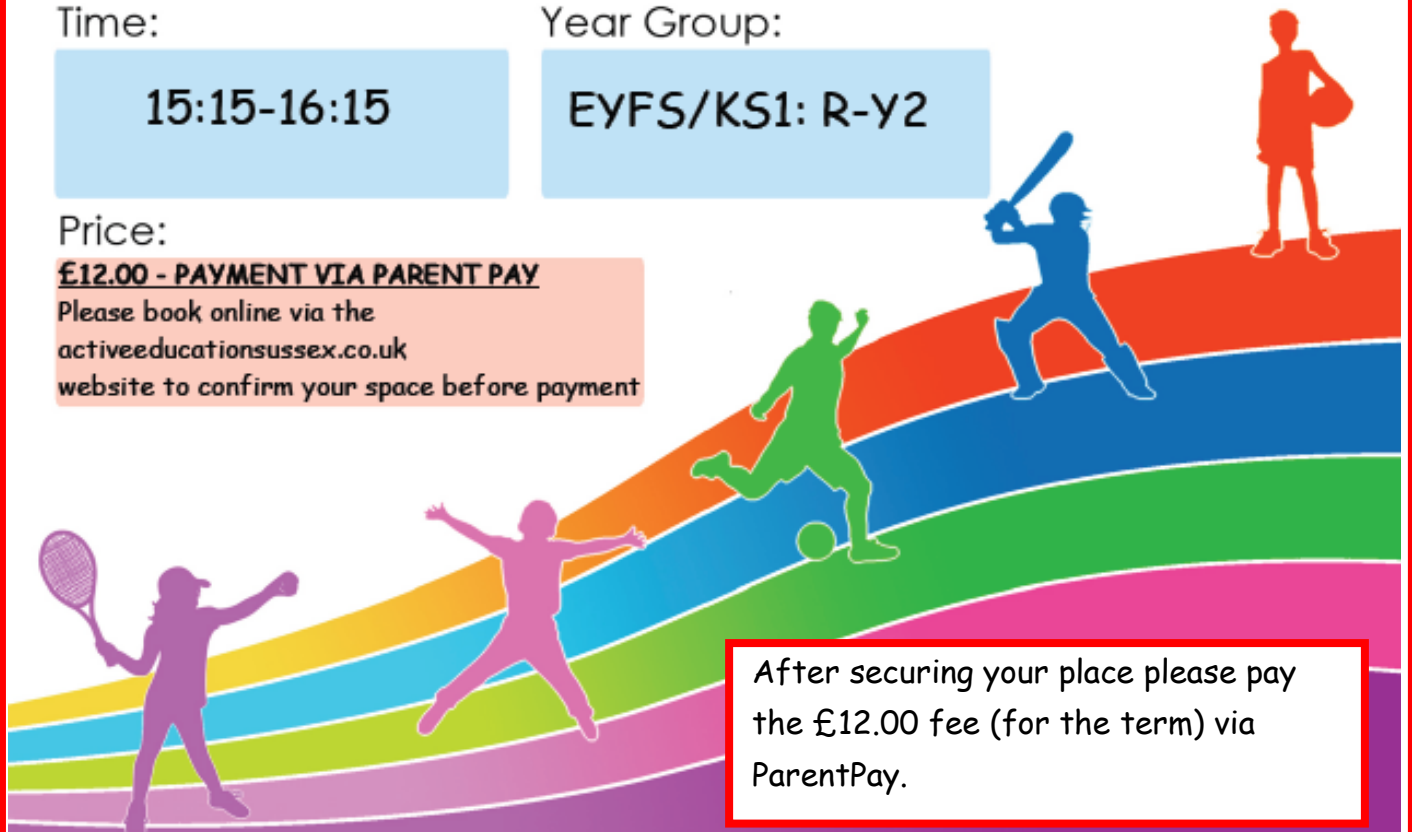 Time:
Year Group:
15:15-16:15
EYFS/KS1: R-Y2
Price:
£12.00 - PAYMENT VIA PARENT PAY
Please book online via the
activeeducationsussex.co.uk
website to confirm your space before payment
After securing your place please pay
the £12.00 fee (for the term) via
ParentPay.